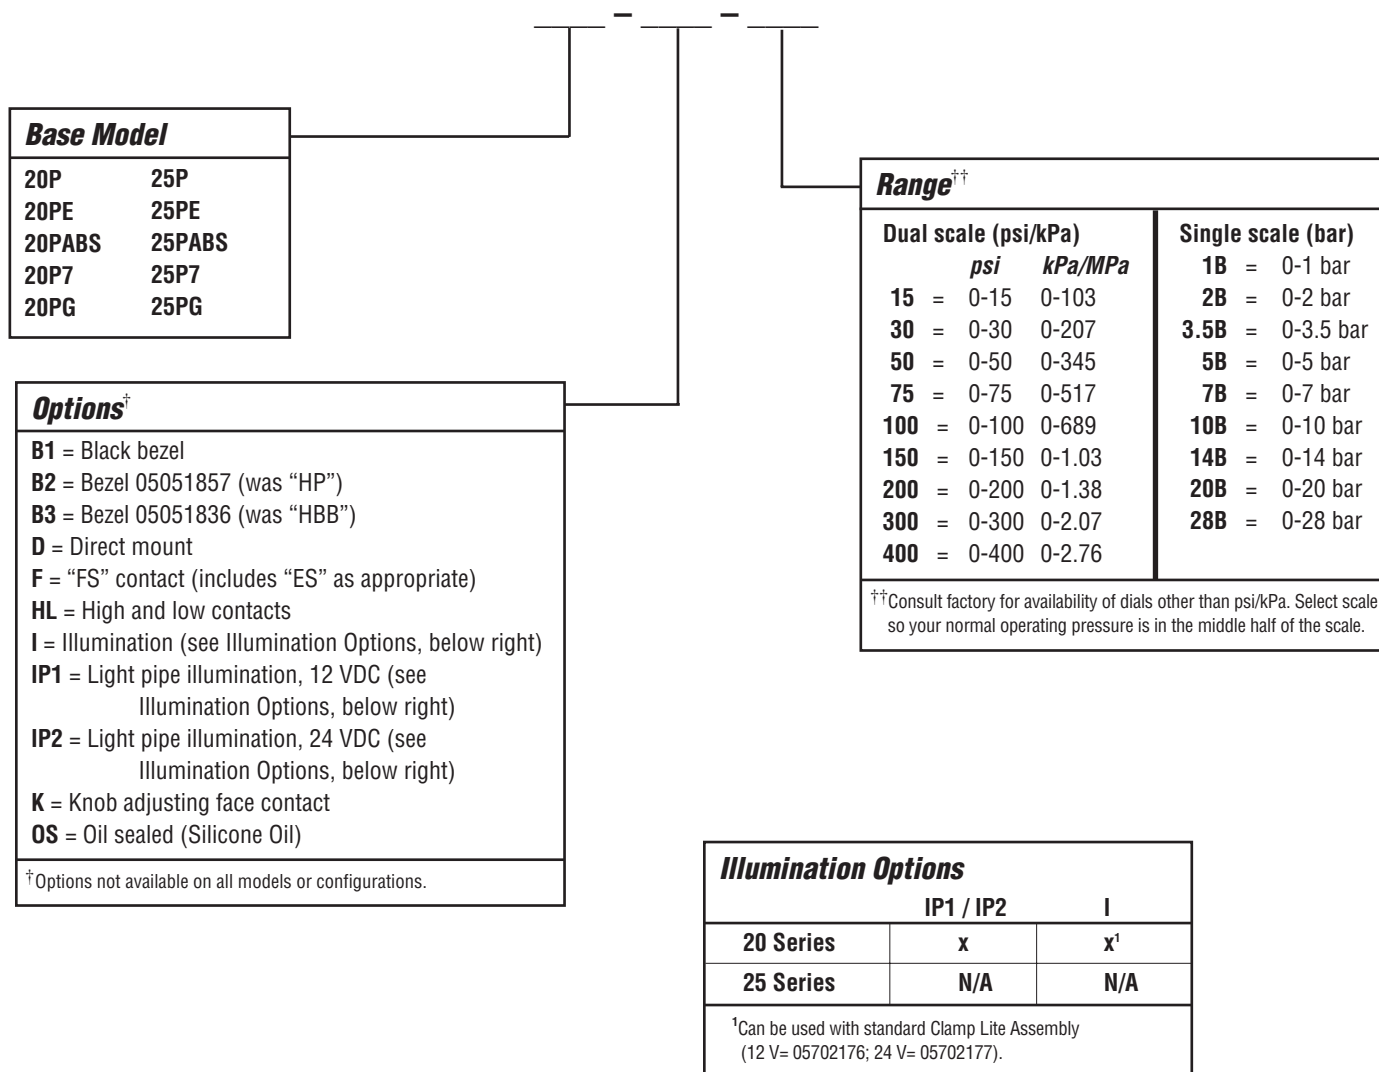 ____ – ____ – ____
Base Model
20P 25P
20PE 25PE
20PABS 25PABS
20P7 25P7
20PG 25PG
Options†
B1 = Black bezel
B2 = Bezel 05051857 (was “HP”)
B3 = Bezel 05051836 (was “HBB”)
D = Direct mount
F = “FS” contact (includes “ES” as appropriate)
HL = High and low contacts
I = Illumination (see Illumination Options, below right)
IP1 = Light pipe illumination, 12 VDC (see
Illumination Options, below right)
IP2 = Light pipe illumination, 24 VDC (see
Illumination Options, below right)
K = Knob adjusting face contact
OS = Oil sealed (Silicone Oil)
†Options not available on all models or configurations.
Range††
Dual scale (psi/kPa)
psi kPa/MPa
15 = 0-15 0-103
30 = 0-30 0-207
50 = 0-50 0-345
75 = 0-75 0-517
100 = 0-100 0-689
150 = 0-150 0-1.03
200 = 0-200 0-1.38
300 = 0-300 0-2.07
400 = 0-400 0-2.76
Single scale (bar)
1B = 0-1 bar
2B = 0-2 bar
3.5B = 0-3.5 bar
5B = 0-5 bar
7B = 0-7 bar
10B = 0-10 bar
14B = 0-14 bar
20B = 0-20 bar
28B = 0-28 bar
††Consult factory for availability of dials other than psi/kPa. Select scale
so your normal operating pressure is in the middle half of the scale.
Illumination Options
IP1 / IP2 I
20 Series x x¹
25 Series N/A N/A
¹Can be used with standard Clamp Lite Assembly
(12 V= 05702176; 24 V= 05702177).